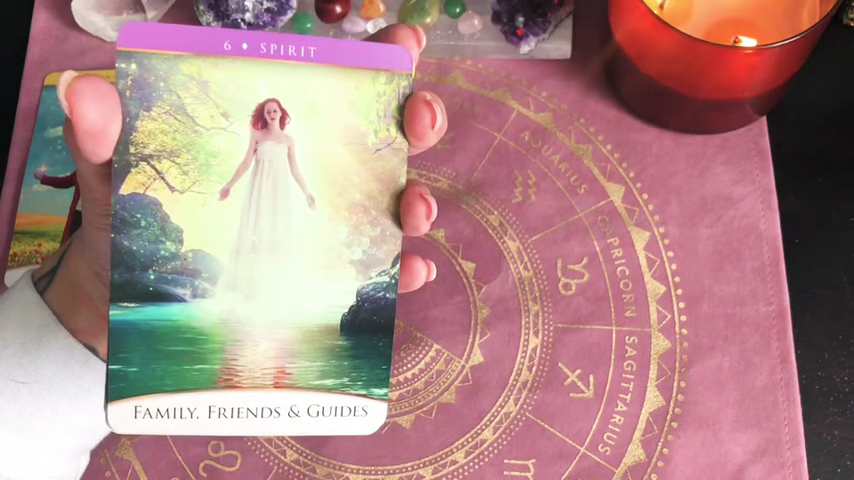 6 ♦ SPIRIT
FAMILY, FRIENDS & GUIDES
AQUARIUS
CAPRICORN
SAGITTARIUS